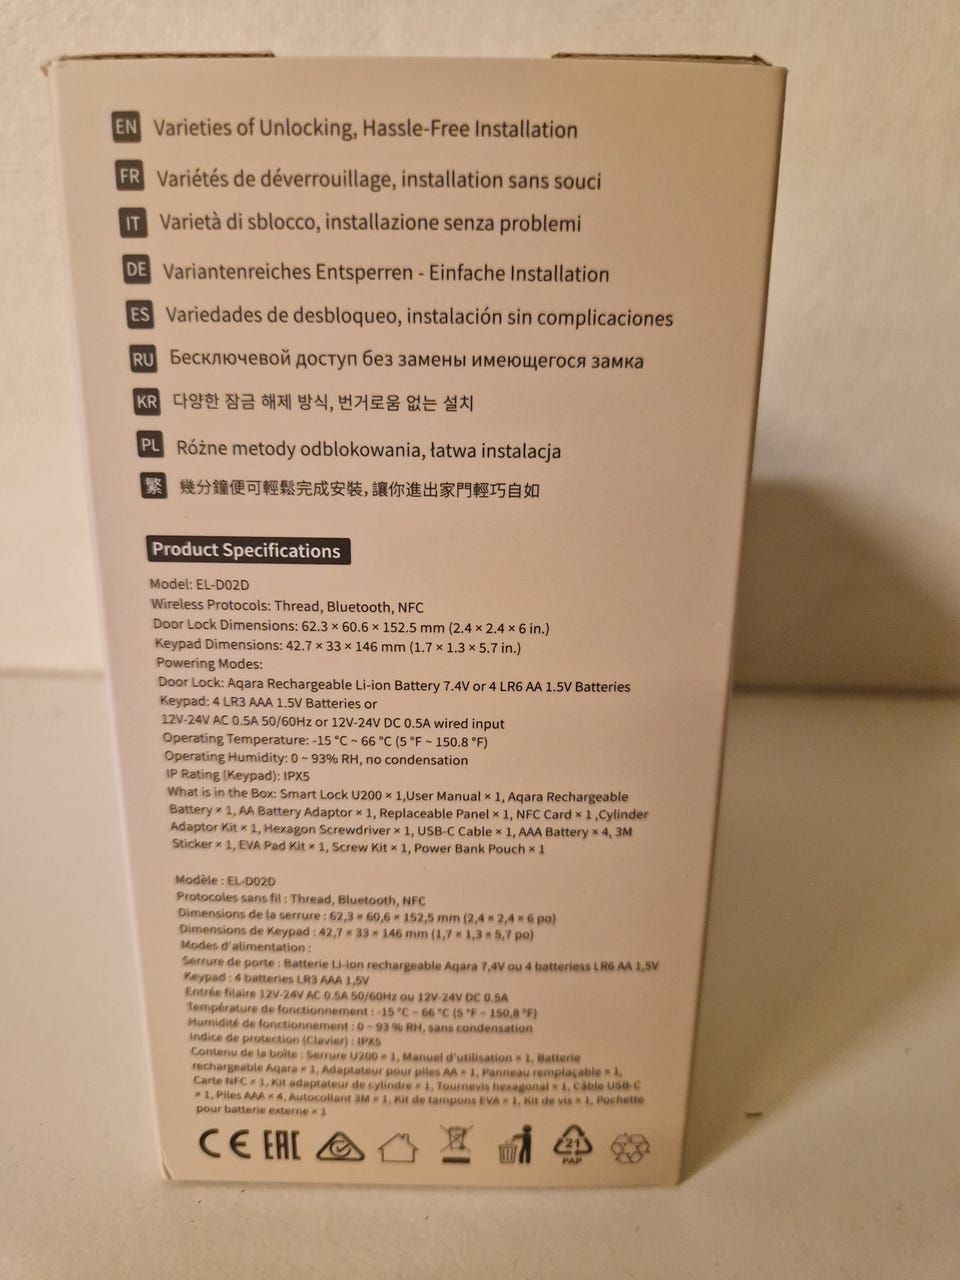 EN Varieties of Unlocking, Hassle-Free Installation
FR Variétés de déverrouillage, installation sans souci
IT Varietà di sblocco, installazione senza problemi
DE Variantenreiches Entsperren - Einfache Installation
ES Variedades de desbloqueo, instalación sin complicaciones
RU Бесключевой доступ без замены имеющегося замка
KR 다양한 잠금 해제 방식, 번거로움 없는 설치
PL Różne metody odblokowania, łatwa instalacja
繁 幾分鐘便可輕鬆完成安裝, 讓你進出家門輕巧自如
Product Specifications
Model: EL-D02D
Wireless Protocols: Thread, Bluetooth, NFC
Door Lock Dimensions: 62.3 × 60.6 × 152.5 mm (2.4 × 2.4 × 6 in.)
Keypad Dimensions: 42.7 × 33 × 146 mm (1.7 × 1.3 × 5.7 in.)
Powering Modes:
Door Lock: Aqara Rechargeable Li-ion Battery 7.4V or 4 LR6 AA 1.5V Batteries
Keypad: 4 LR3 AAA 1.5V Batteries or
12V-24V AC 0.5A 50/60Hz or 12V-24V DC 0.5A wired input
Operating Temperature: -15 °C ~ 66 °C (5 °F ~ 150.8 °F)
Operating Humidity: 0 ~ 93% RH, no condensation
IP Rating (Keypad): IPX5
What is in the Box: Smart Lock U200 × 1,User Manual × 1, Aqara Rechargeable
Battery × 1, AA Battery Adaptor × 1, Replaceable Panel × 1, NFC Card × 1 ,Cylinder
Adaptor Kit × 1, Hexagon Screwdriver × 1, USB-C Cable × 1, AAA Battery × 4, 3M
Sticker × 1, EVA Pad Kit × 1, Screw Kit × 1, Power Bank Pouch × 1
Modèle : EL-D02D
Protocoles sans fil : Thread, Bluetooth, NFC
Dimensions de la serrure : 62,3 × 60,6 × 152,5 mm (2,4 × 2,4 × 6 po)
Dimensions de Keypad : 42,7 × 33 × 146 mm (1,7 × 1,3 × 5,7 po)
Modes d'alimentation :
Serrure de porte : Batterie Li-ion rechargeable Aqara 7,4V ou 4 batteriess LR6 AA 1,5V
Keypad : 4 batteries LR3 AAA 1,5V
Entrée filaire 12V-24V AC 0.5A 50/60Hz ou 12V-24V DC 0.5A
Température de fonctionnement : -15 °C ~ 66 °C (5 °F ~ 150,8 °F)
Humidité de fonctionnement : 0 ~ 93 % RH, sans condensation
Indice de protection (Clavier) : IPX5
Contenu de la boîte : Serrure U200 × 1, Manuel d'utilisation × 1, Batterie
rechargeable Aqara × 1, Adaptateur pour piles AA × 1, Panneau remplaçable × 1,
Carte NFC × 1, Kit adaptateur de cylindre × 1, Tournevis hexagonal × 1, Câble USB-C
× 1, Piles AAA × 4, Autocollant 3M × 1, Kit de tampons EVA × 1, Kit de vis × 1, Pochette
pour batterie externe × 1
CE EAC 21
PAP